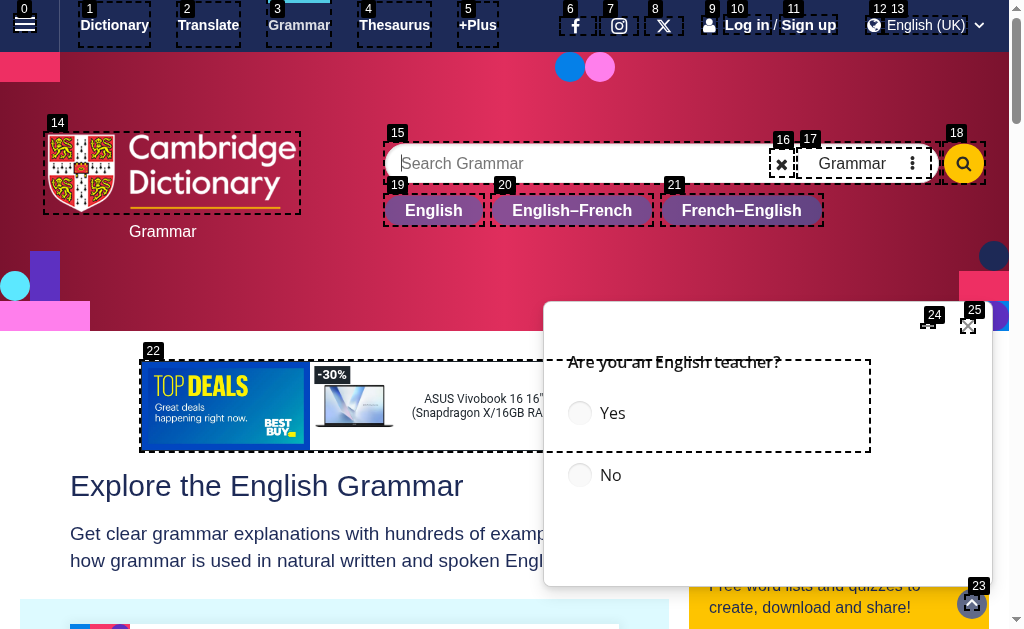 0 1 2 3 4 5 6 7 8 9 10 11 12 13
Dictionary Translate Grammar Thesaurus +Plus Log in / Sign up English (UK)
14
Cambridge
Dictionary
Grammar
15 16 17 18
Search Grammar Grammar
19 20 21
English English–French French–English
22
TOP DEALS
Great deals
happening right now.
BEST
BUY
-30%
ASUS Vivobook 16 16"
(Snapdragon X/16GB RA
24 25
Are you an English teacher?
Yes
No
Explore the English Grammar
Get clear grammar explanations with hundreds of examp
how grammar is used in natural written and spoken Engl
23
Free word lists and quizzes to
create, download and share!